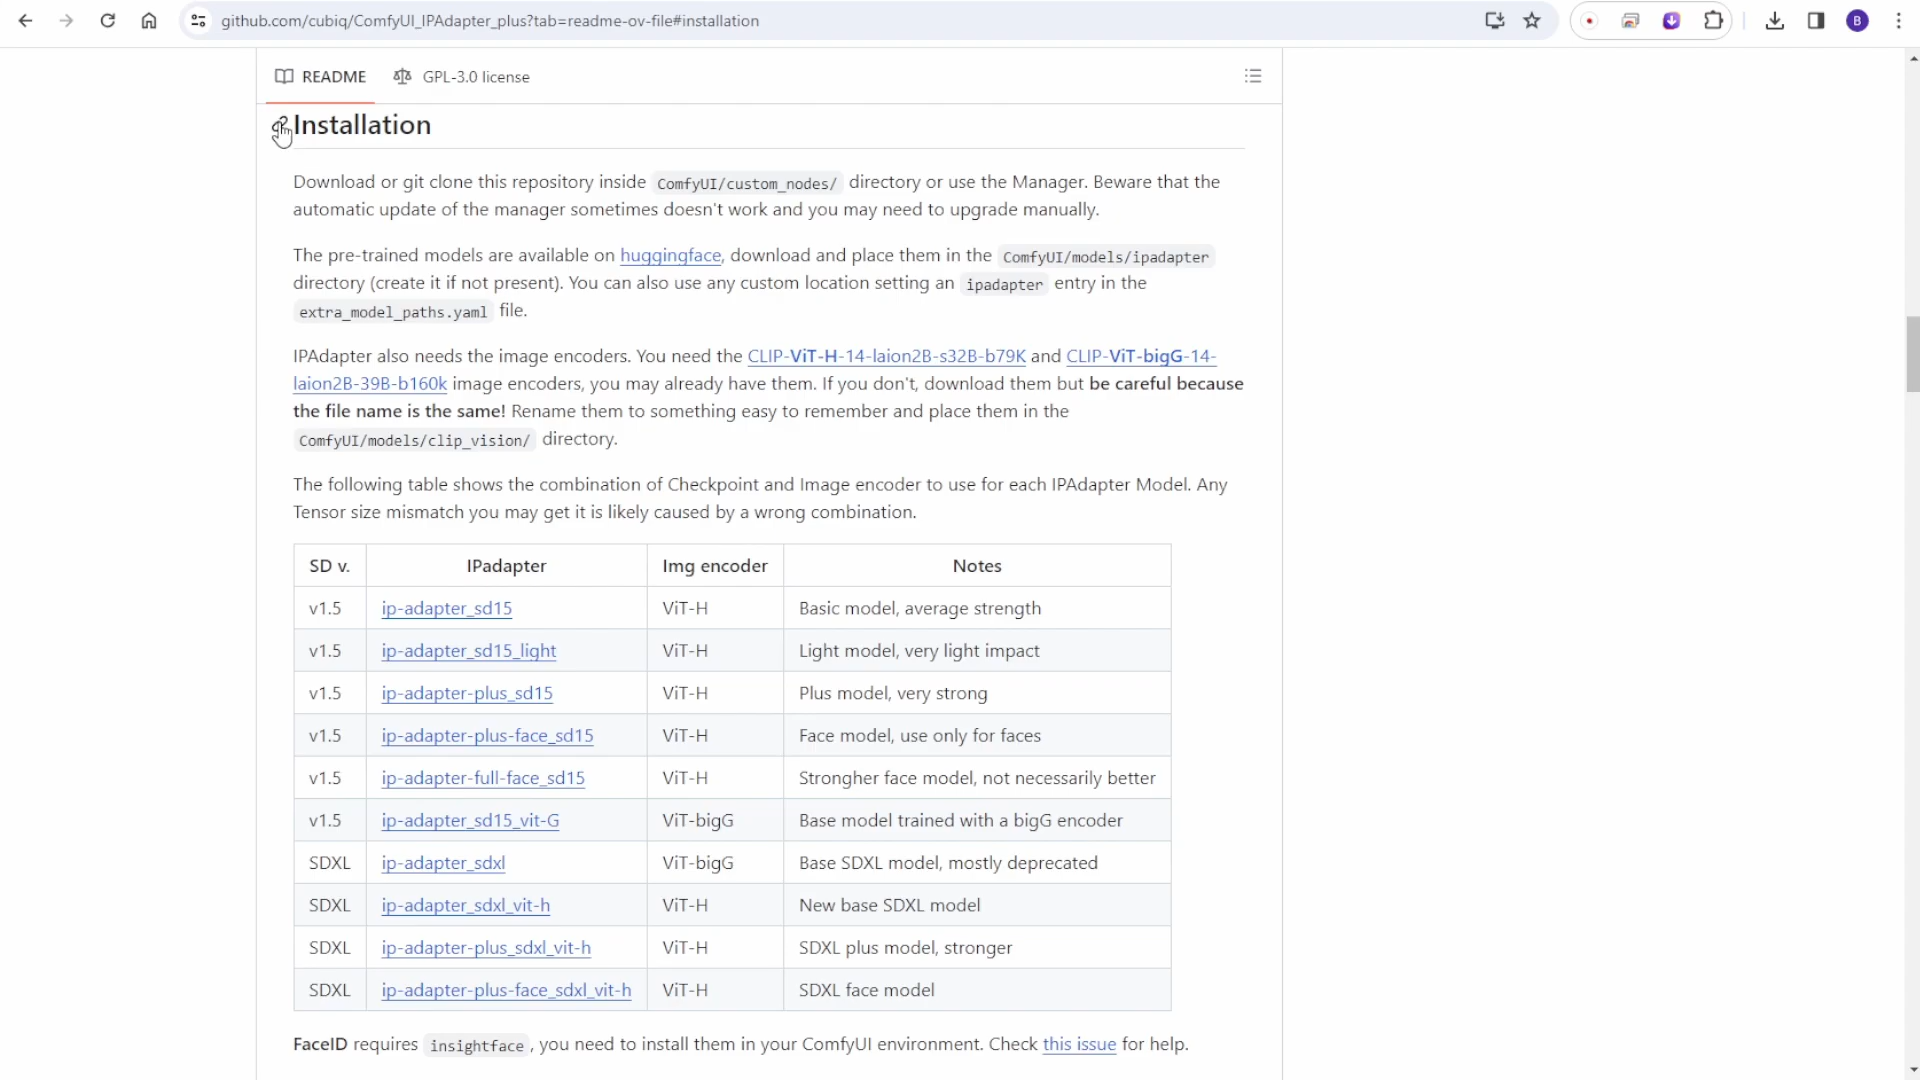 github.com/cubiq/ComfyUI_IPAdapter_plus?tab=readme-ov-file#installation
B
README GPL-3.0 license
Installation
Download or git clone this repository inside ComfyUI/custom_nodes/ directory or use the Manager. Beware that the
automatic update of the manager sometimes doesn't work and you may need to upgrade manually.
The pre-trained models are available on huggingface, download and place them in the ComfyUI/models/ipadapter
directory (create it if not present). You can also use any custom location setting an ipadapter entry in the
extra_model_paths.yaml file.
IPAdapter also needs the image encoders. You need the CLIP-ViT-H-14-laion2B-s32B-b79K and CLIP-ViT-bigG-14-
laion2B-39B-b160k image encoders, you may already have them. If you don't, download them but be careful because
the file name is the same! Rename them to something easy to remember and place them in the
ComfyUI/models/clip_vision/ directory.
The following table shows the combination of Checkpoint and Image encoder to use for each IPAdapter Model. Any
Tensor size mismatch you may get it is likely caused by a wrong combination.
SD v. IPadapter Img encoder Notes
v1.5 ip-adapter_sd15 ViT-H Basic model, average strength
v1.5 ip-adapter_sd15_light ViT-H Light model, very light impact
v1.5 ip-adapter-plus_sd15 ViT-H Plus model, very strong
v1.5 ip-adapter-plus-face_sd15 ViT-H Face model, use only for faces
v1.5 ip-adapter-full-face_sd15 ViT-H Strongher face model, not necessarily better
v1.5 ip-adapter_sd15_vit-G ViT-bigG Base model trained with a bigG encoder
SDXL ip-adapter_sdxl ViT-bigG Base SDXL model, mostly deprecated
SDXL ip-adapter_sdxl_vit-h ViT-H New base SDXL model
SDXL ip-adapter-plus_sdxl_vit-h ViT-H SDXL plus model, stronger
SDXL ip-adapter-plus-face_sdxl_vit-h ViT-H SDXL face model
FaceID requires insightface, you need to install them in your ComfyUI environment. Check this issue for help.